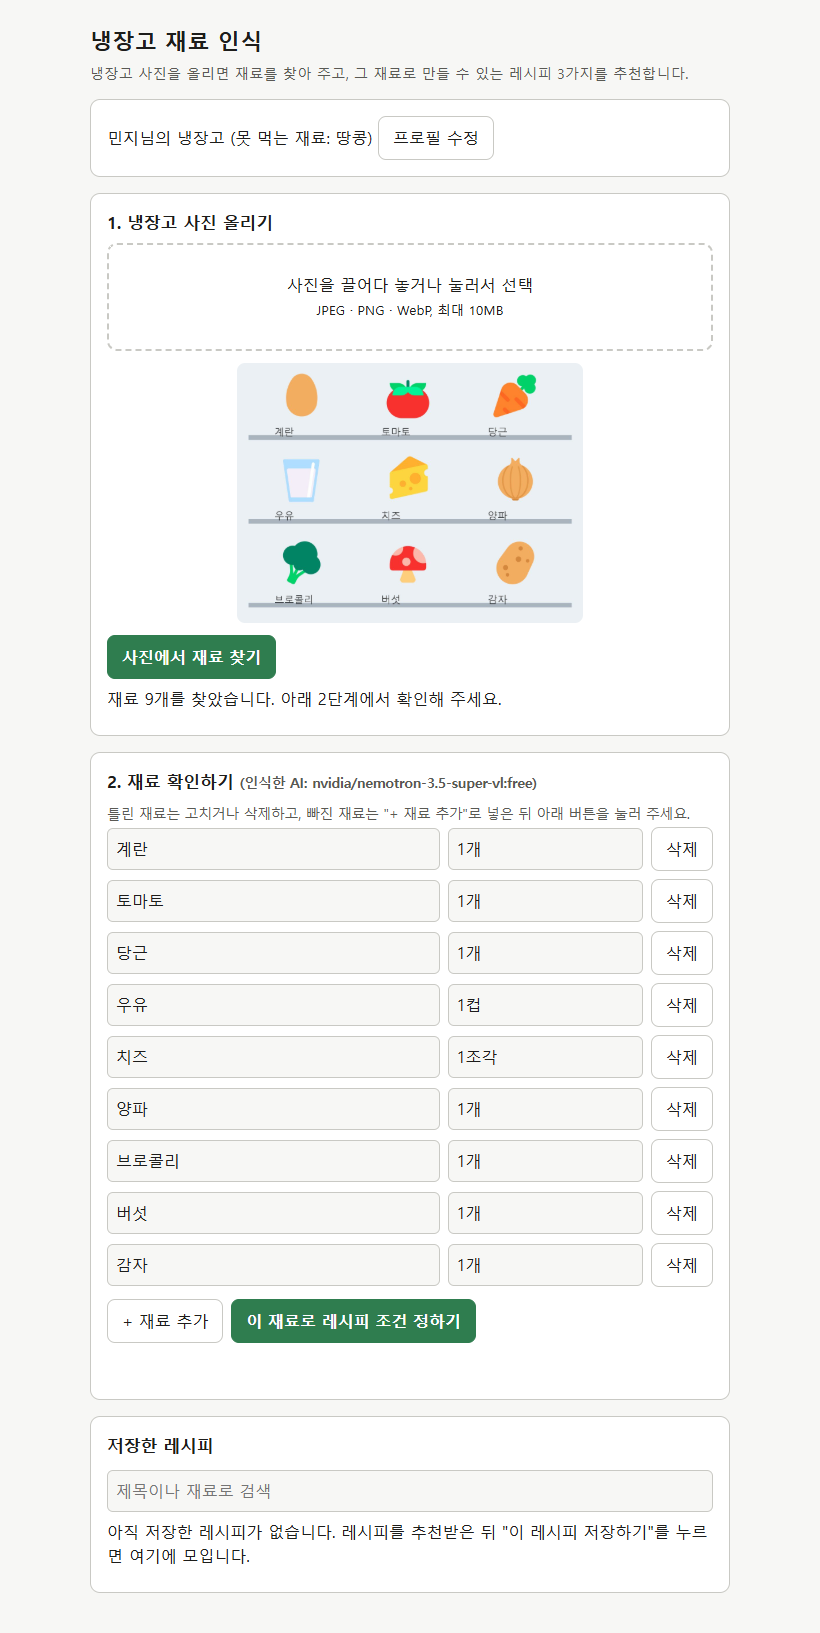 냉장고 재료 인식
냉장고 사진을 올리면 재료를 찾아 주고, 그 재료로 만들 수 있는 레시피 3가지를 추천합니다.
민지님의 냉장고 (못 먹는 재료: 땅콩) 프로필 수정
1. 냉장고 사진 올리기
사진을 끌어다 놓거나 눌러서 선택
JPEG · PNG · WebP, 최대 10MB
계란 토마토 당근
우유 치즈 양파
브로콜리 버섯 감자
사진에서 재료 찾기
재료 9개를 찾았습니다. 아래 2단계에서 확인해 주세요.
2. 재료 확인하기 (인식한 AI: nvidia/nemotron-3.5-super-vl:free)
틀린 재료는 고치거나 삭제하고, 빠진 재료는 "+ 재료 추가"로 넣은 뒤 아래 버튼을 눌러 주세요.
계란 1개 삭제
토마토 1개 삭제
당근 1개 삭제
우유 1컵 삭제
치즈 1조각 삭제
양파 1개 삭제
브로콜리 1개 삭제
버섯 1개 삭제
감자 1개 삭제
+ 재료 추가 이 재료로 레시피 조건 정하기
저장한 레시피
제목이나 재료로 검색
아직 저장한 레시피가 없습니다. 레시피를 추천받은 뒤 "이 레시피 저장하기"를 누르
면 여기에 모입니다.